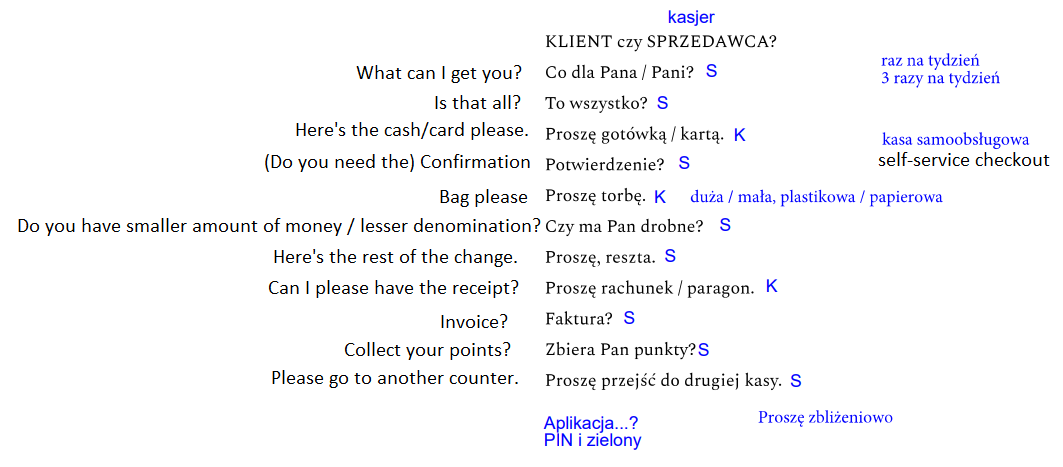 kasjer
KLIENT czy SPRZEDAWCA?
raz na tydzień
What can I get you? Co dla Pana / Pani? S
3 razy na tydzień
Is that all? To wszystko? S
Here's the cash/card please. Proszę gotówką / kartą. K
kasa samoobsługowa
(Do you need the) Confirmation Potwierdzenie? S
self-service checkout
Bag please Proszę torbę. K duża / mała, plastikowa / papierowa
Do you have smaller amount of money / lesser denomination? Czy ma Pan drobne? S
Here's the rest of the change. Proszę, reszta. S
Can I please have the receipt? Proszę rachunek / paragon. K
Invoice? Faktura? S
Collect your points? Zbiera Pan punkty? S
Please go to another counter. Proszę przejść do drugiej kasy. S
Proszę zbliżeniowo
Aplikacja...?
PIN i zielony